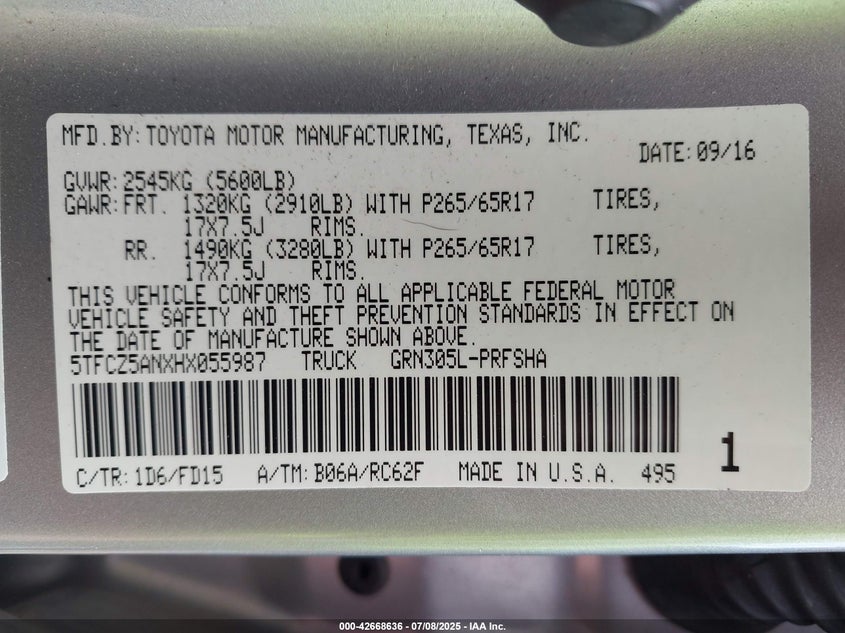 MFD.BY: TOYOTA MOTOR MANUFACTURING, TEXAS, INC.
DATE: 09/16
GVWR: 2545KG (5600LB)
GAWR: FRT. 1320KG (2910LB) WITH P265/65R17 TIRES,
17X7.5J RIMS.
RR. 1490KG (3280LB) WITH P265/65R17 TIRES,
17X7.5J RIMS.
THIS VEHICLE CONFORMS TO ALL APPLICABLE FEDERAL MOTOR
VEHICLE SAFETY AND THEFT PREVENTION STANDARDS IN EFFECT ON
THE DATE OF MANUFACTURE SHOWN ABOVE.
5TFCZ5ANXHX055987 TRUCK GRN305L-PRFSHA
C/TR: 1D6/FD15 A/TM: B06A/RC62F MADE IN U.S.A. 495 1
000-42668636 - 07/08/2025 - IAA Inc.